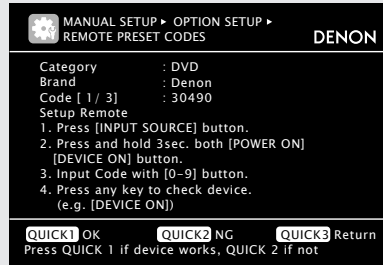 MANUAL SETUP ▸ OPTION SETUP ▸
REMOTE PRESET CODES
DENON
Category : DVD
Brand : Denon
Code [ 1/ 3] : 30490
Setup Remote
1. Press [INPUT SOURCE] button.
2. Press and hold 3sec. both [POWER ON]
[DEVICE ON] button.
3. Input Code with [0–9] button.
4. Press any key to check device.
(e.g. [DEVICE ON])
QUICK1 OK QUICK2 NG QUICK3 Return
Press QUICK 1 if device works, QUICK 2 if not